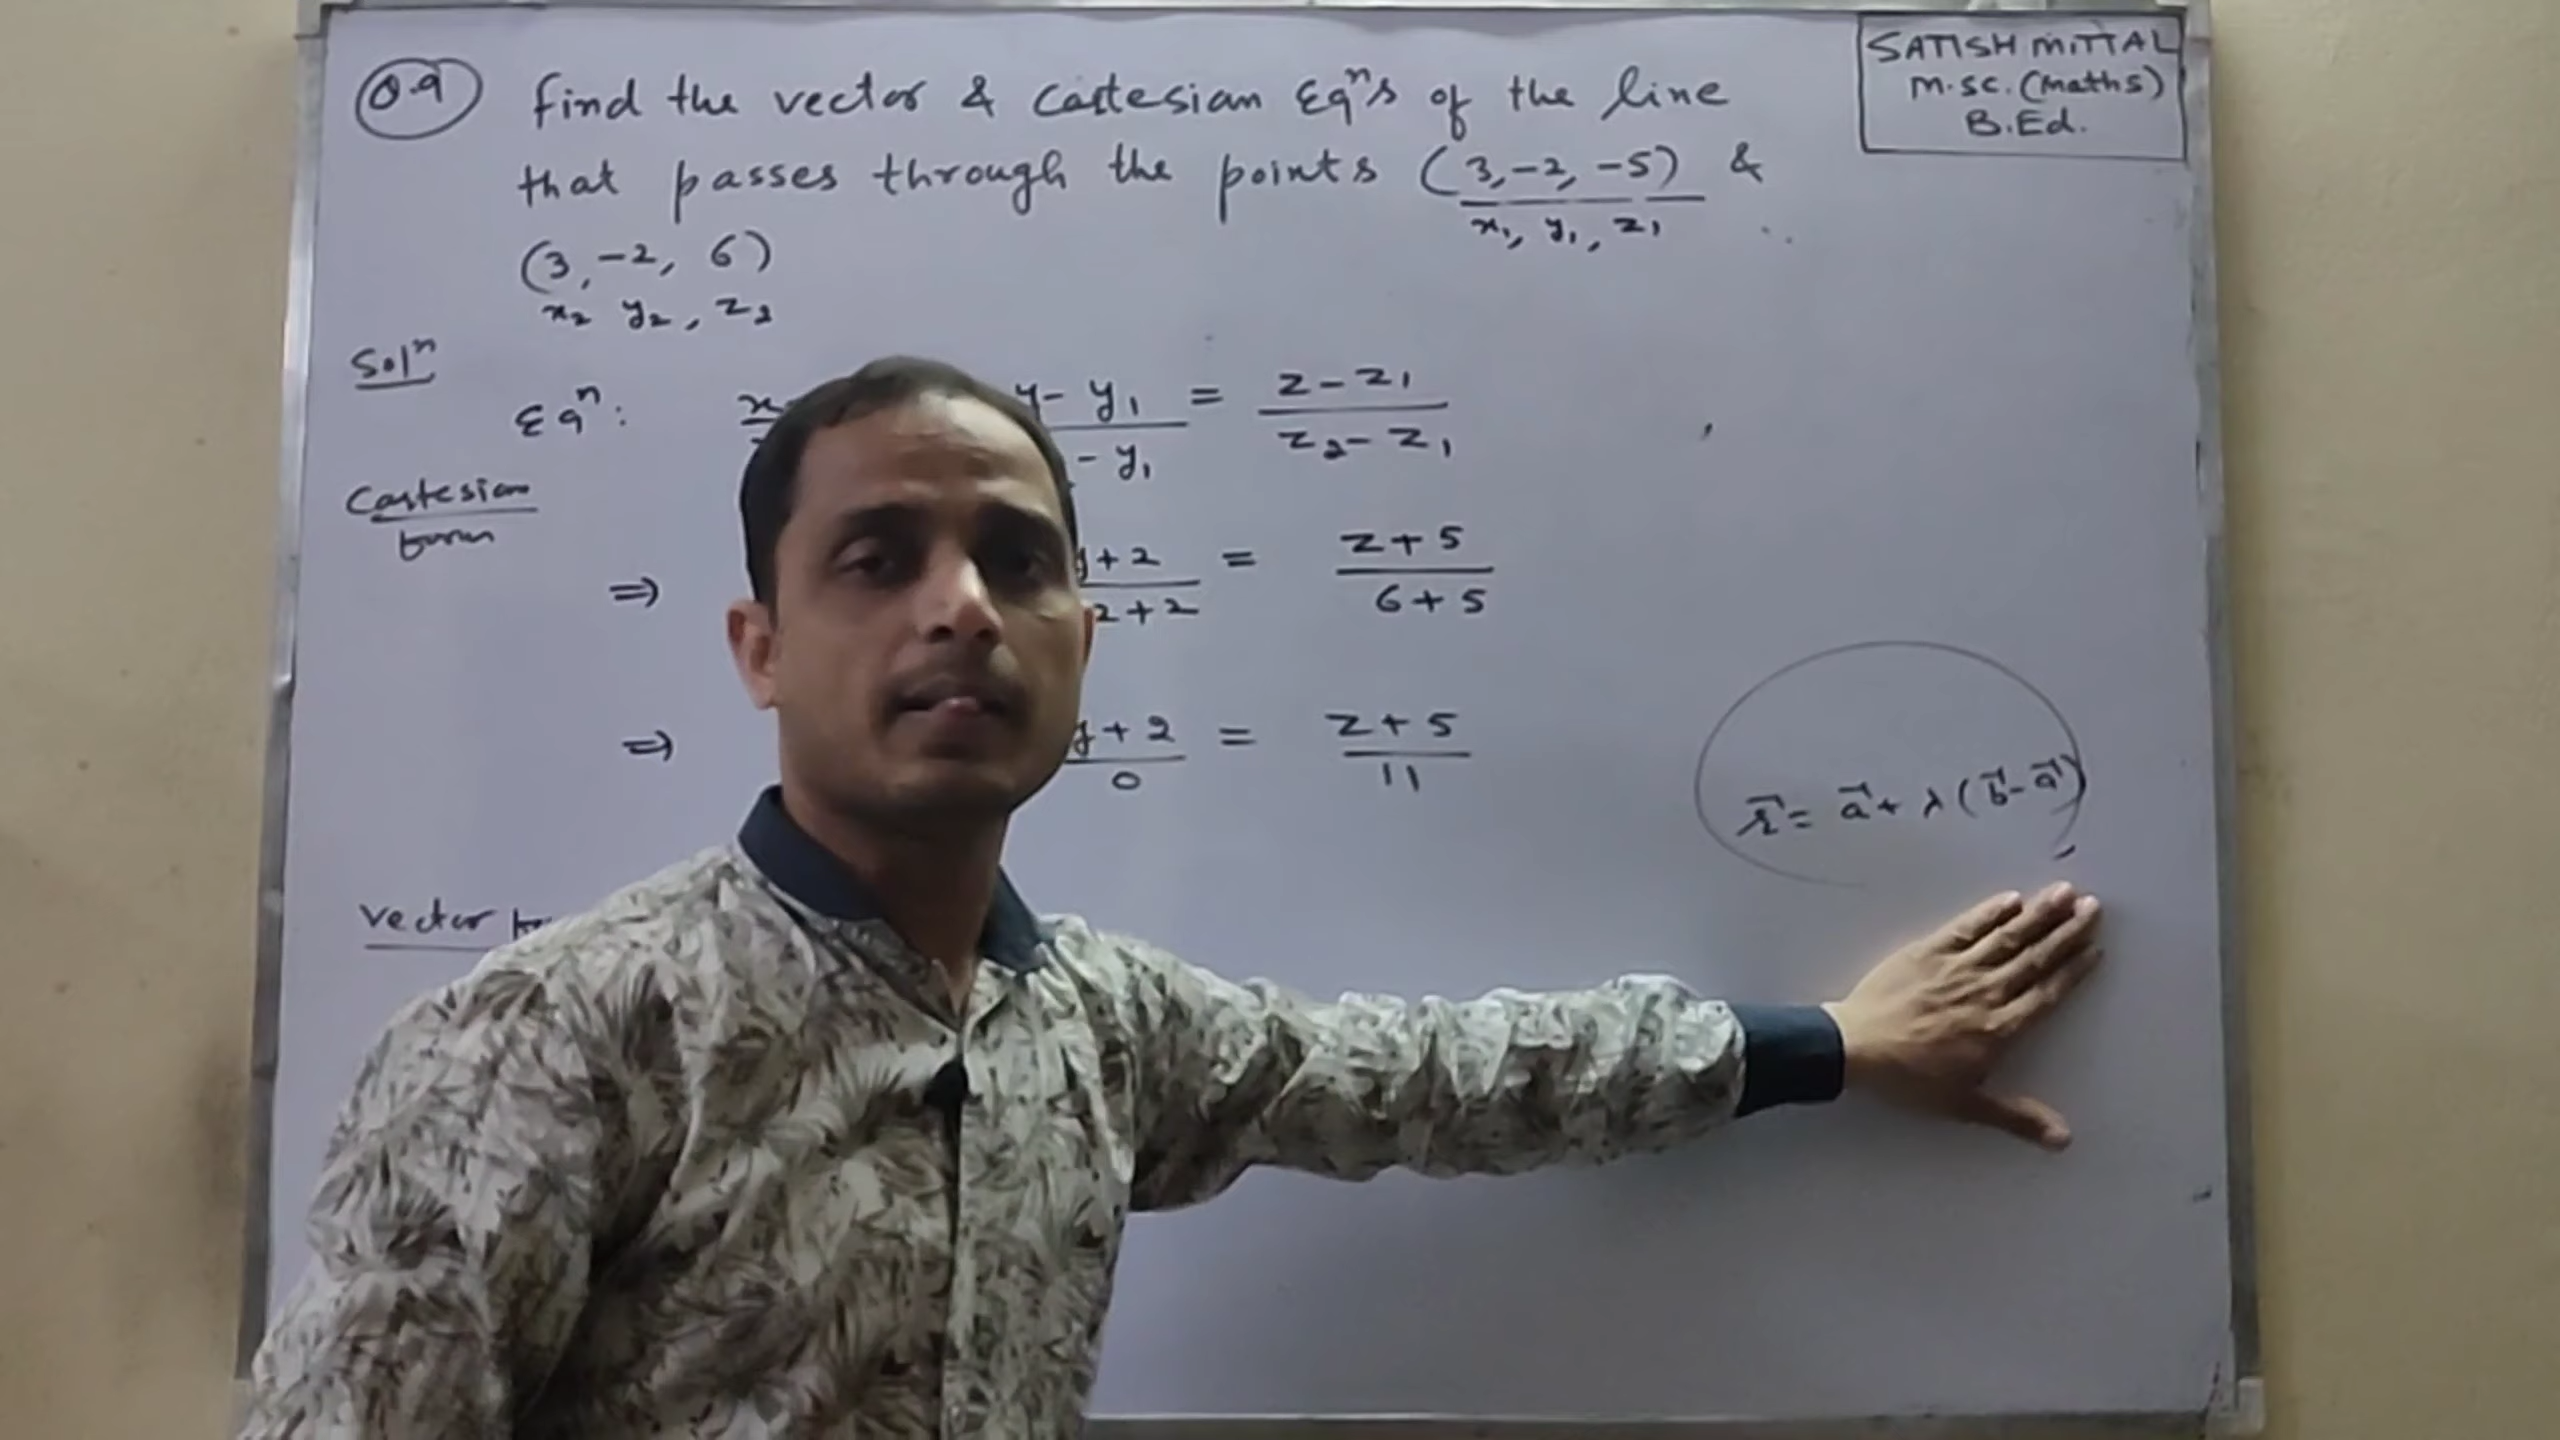 Q.9 Find the vector & Cartesian Eqⁿs of the line
that passes through the points (3,-2, -5) &
x₁, y₁, z₁
(3,-2, 6)
x₂ y₂, z₂
SATISH MITTAL
M.Sc. (Maths)
B.Ed.
Solⁿ
Eqⁿ: y - y₁ / - y₁ = z - z₁ / z₂ - z₁
Cartesian
form
⇒ y + 2 / 2 + 2 = z + 5 / 6 + 5
⇒ y + 2 / 0 = z + 5 / 11
r⃗ = a⃗ + λ (b⃗ - a⃗)
Vector